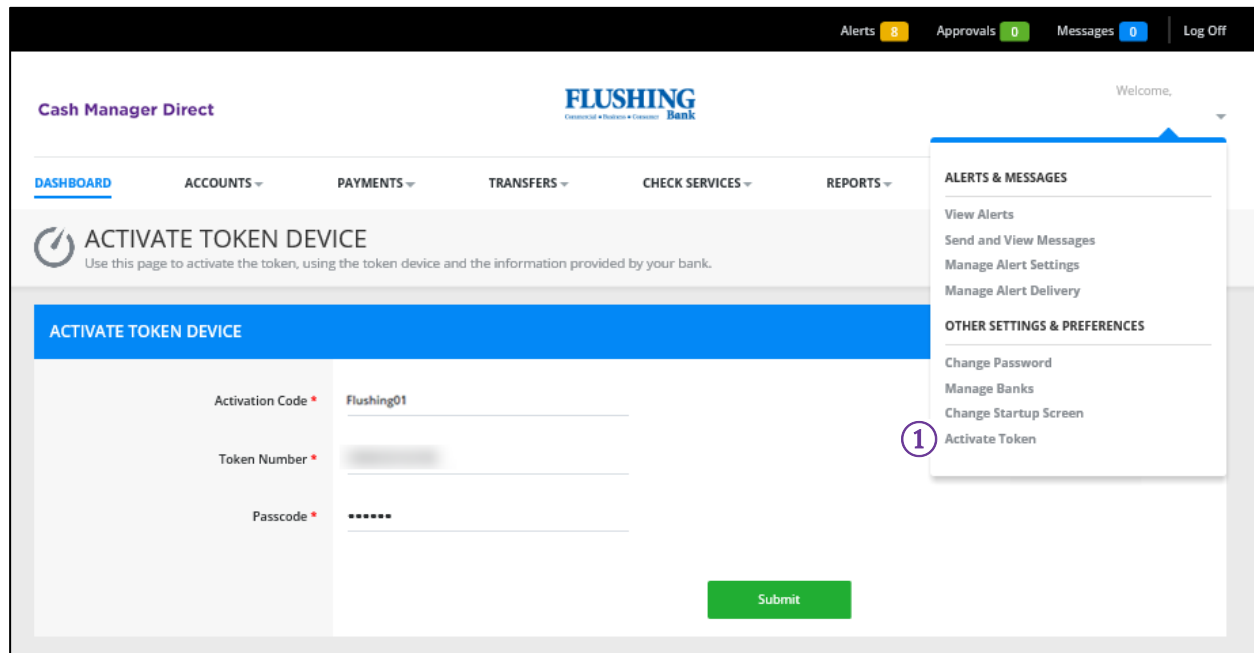 Alerts 8 Approvals 0 Messages 0 Log Off
Cash Manager Direct
FLUSHING
Commercial • Business • Consumer Bank
Welcome,
DASHBOARD ACCOUNTS PAYMENTS TRANSFERS CHECK SERVICES REPORTS
ACTIVATE TOKEN DEVICE
Use this page to activate the token, using the token device and the information provided by your bank.
ALERTS & MESSAGES
View Alerts
Send and View Messages
Manage Alert Settings
Manage Alert Delivery
OTHER SETTINGS & PREFERENCES
Change Password
Manage Banks
Change Startup Screen
① Activate Token
ACTIVATE TOKEN DEVICE
Activation Code * Flushing01
Token Number *
Passcode * ••••••
Submit